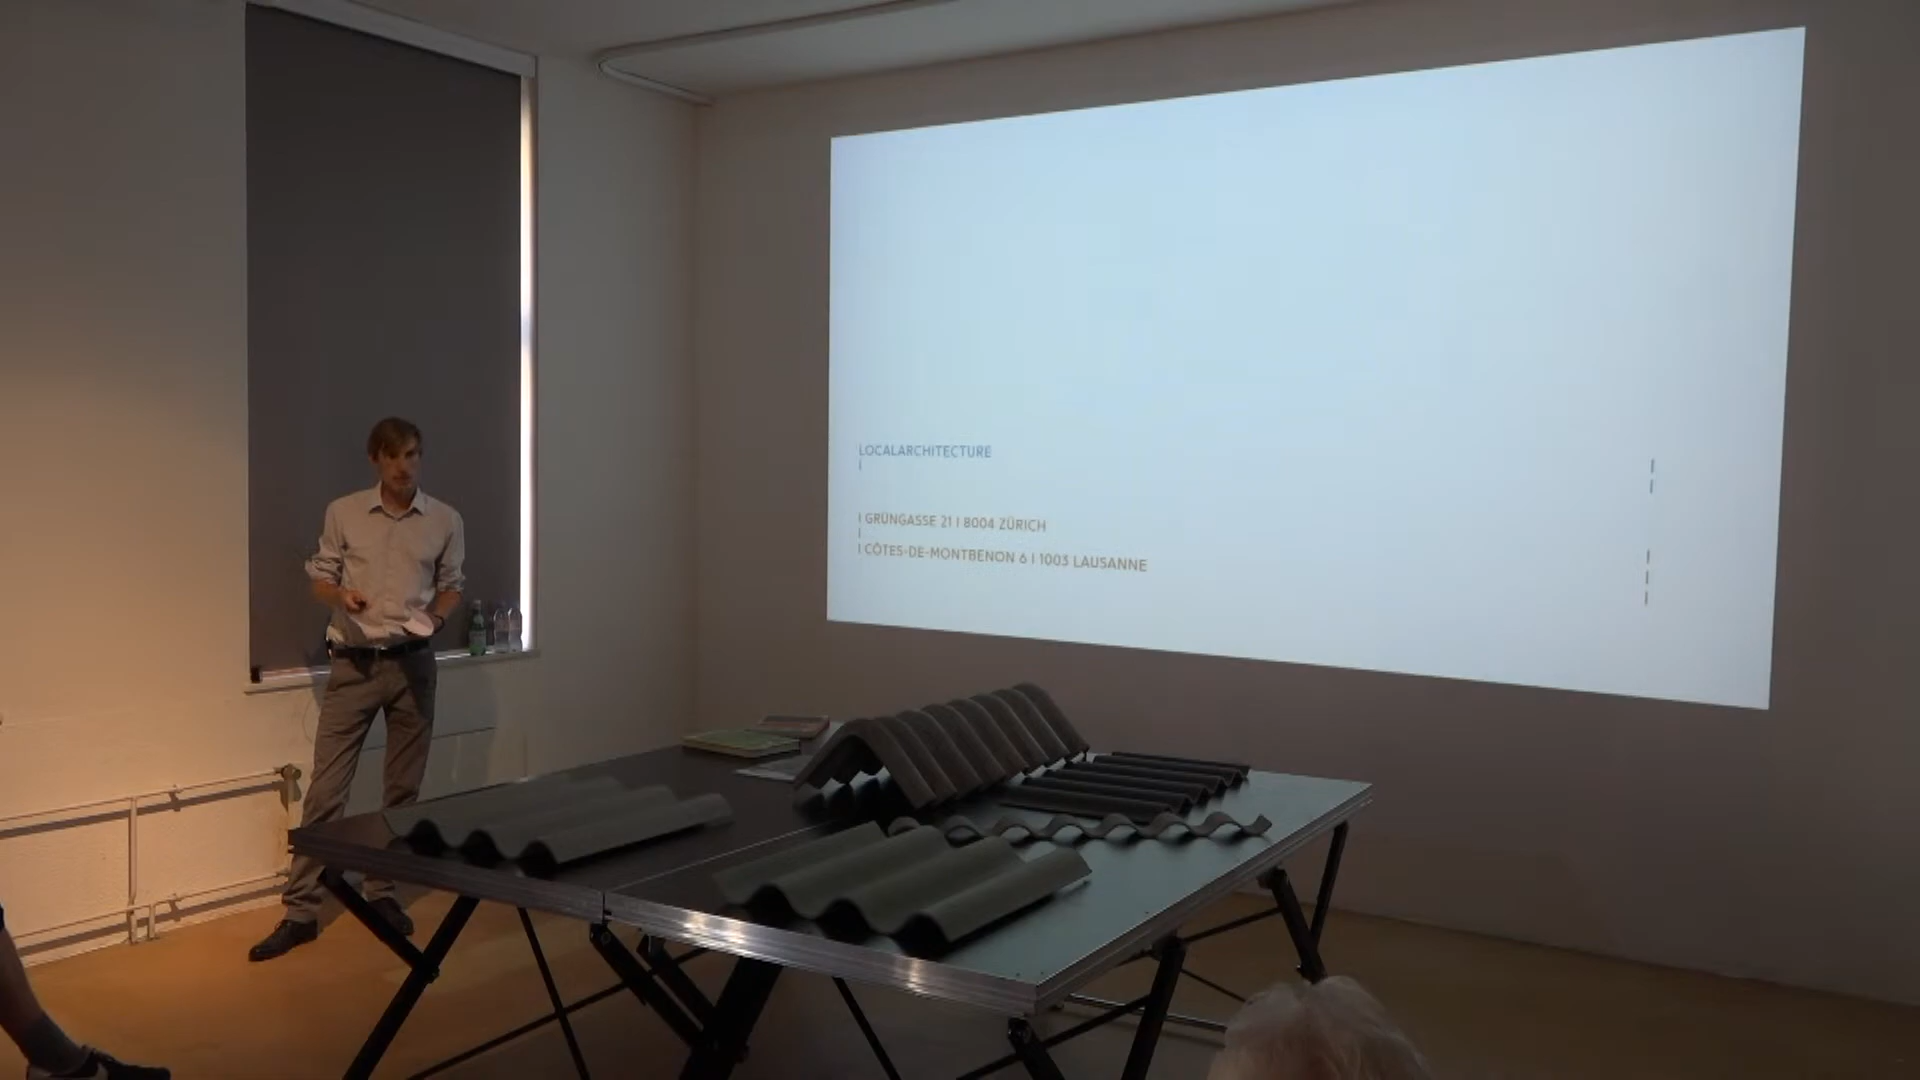 LOCALARCHITECTURE
I
I GRÜNGASSE 21 I 8004 ZÜRICH
I
I CÔTES-DE-MONTBENON 6 I 1003 LAUSANNE